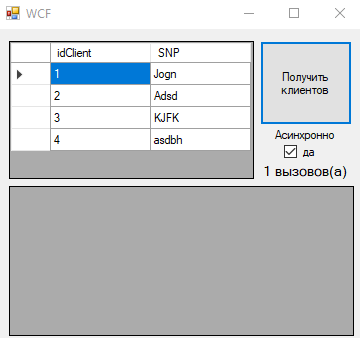 WCF
idClient SNP
1 Jogn
2 Adsd
3 KJFK
4 asdbh
Получить
клиентов
Асинхронно
да
1 вызовов(а)